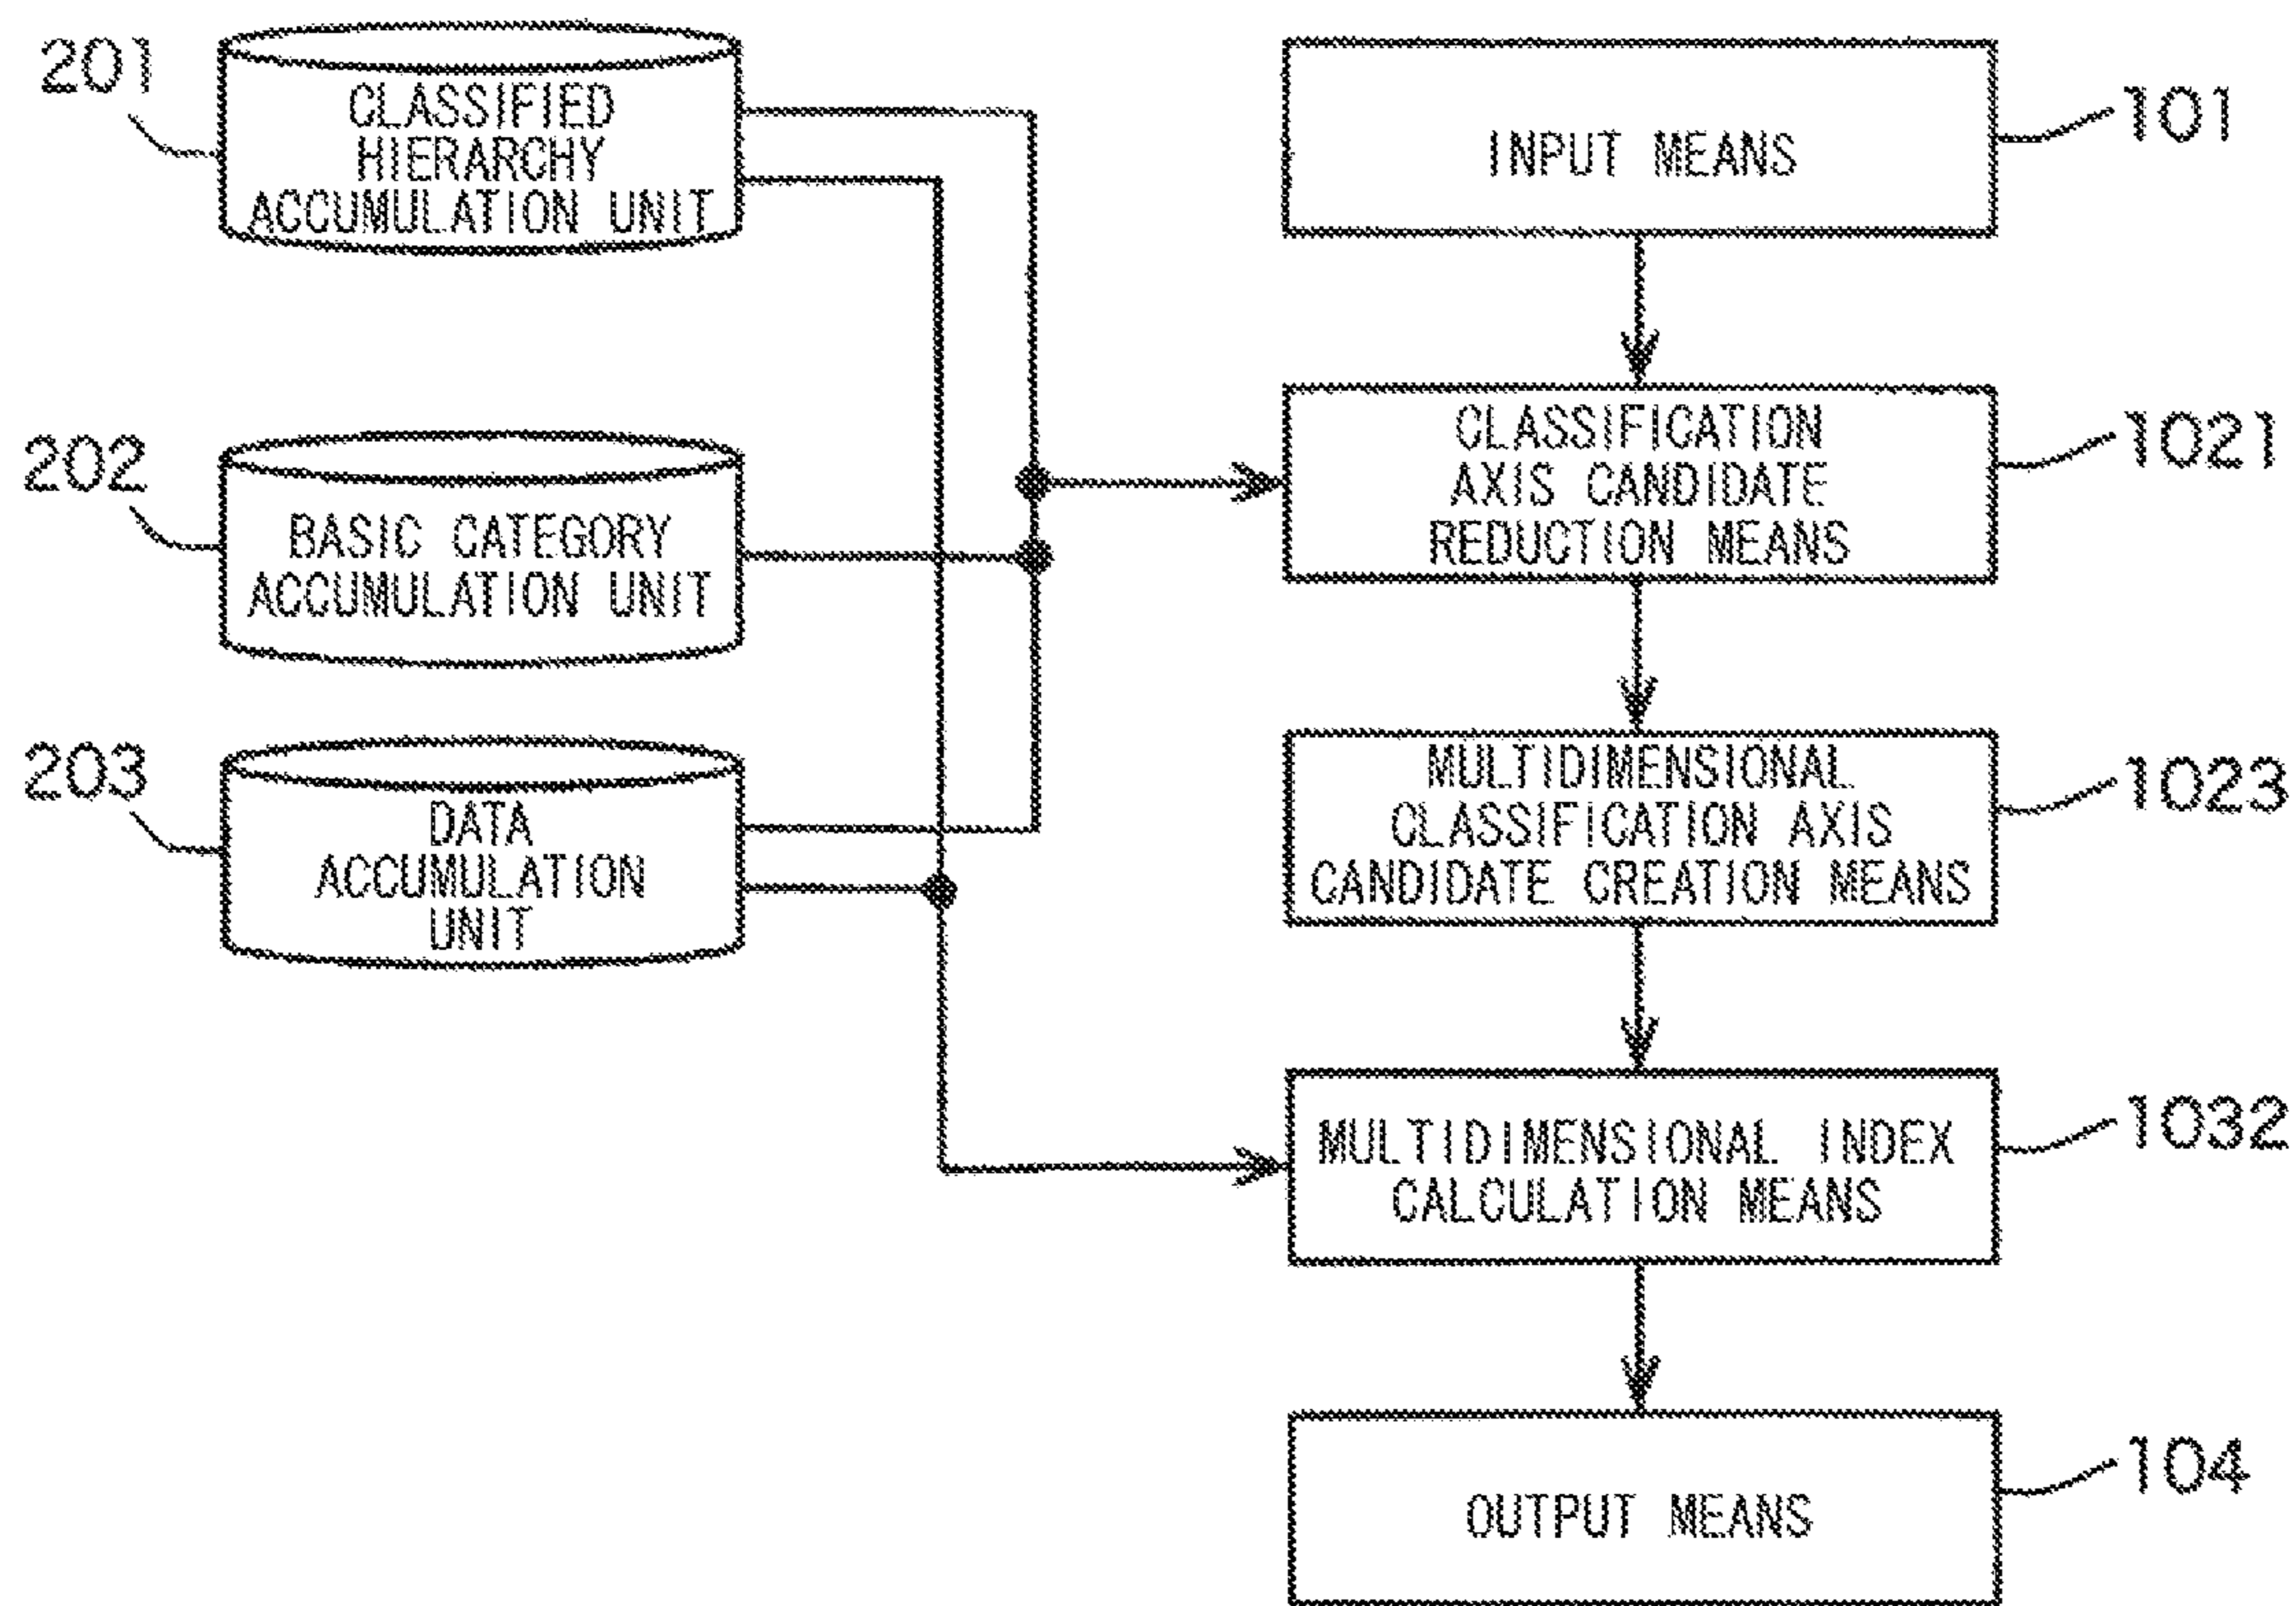 201
CLASSIFIED
HIERARCHY
ACCUMULATION UNIT
202
BASIC CATEGORY
ACCUMULATION UNIT
203
DATA
ACCUMULATION
UNIT
INPUT MEANS
101
CLASSIFICATION
AXIS CANDIDATE
REDUCTION MEANS
1021
MULTIDIMENSIONAL
CLASSIFICATION AXIS
CANDIDATE CREATION MEANS
1023
MULTIDIMENSIONAL INDEX
CALCULATION MEANS
1032
OUTPUT MEANS
104